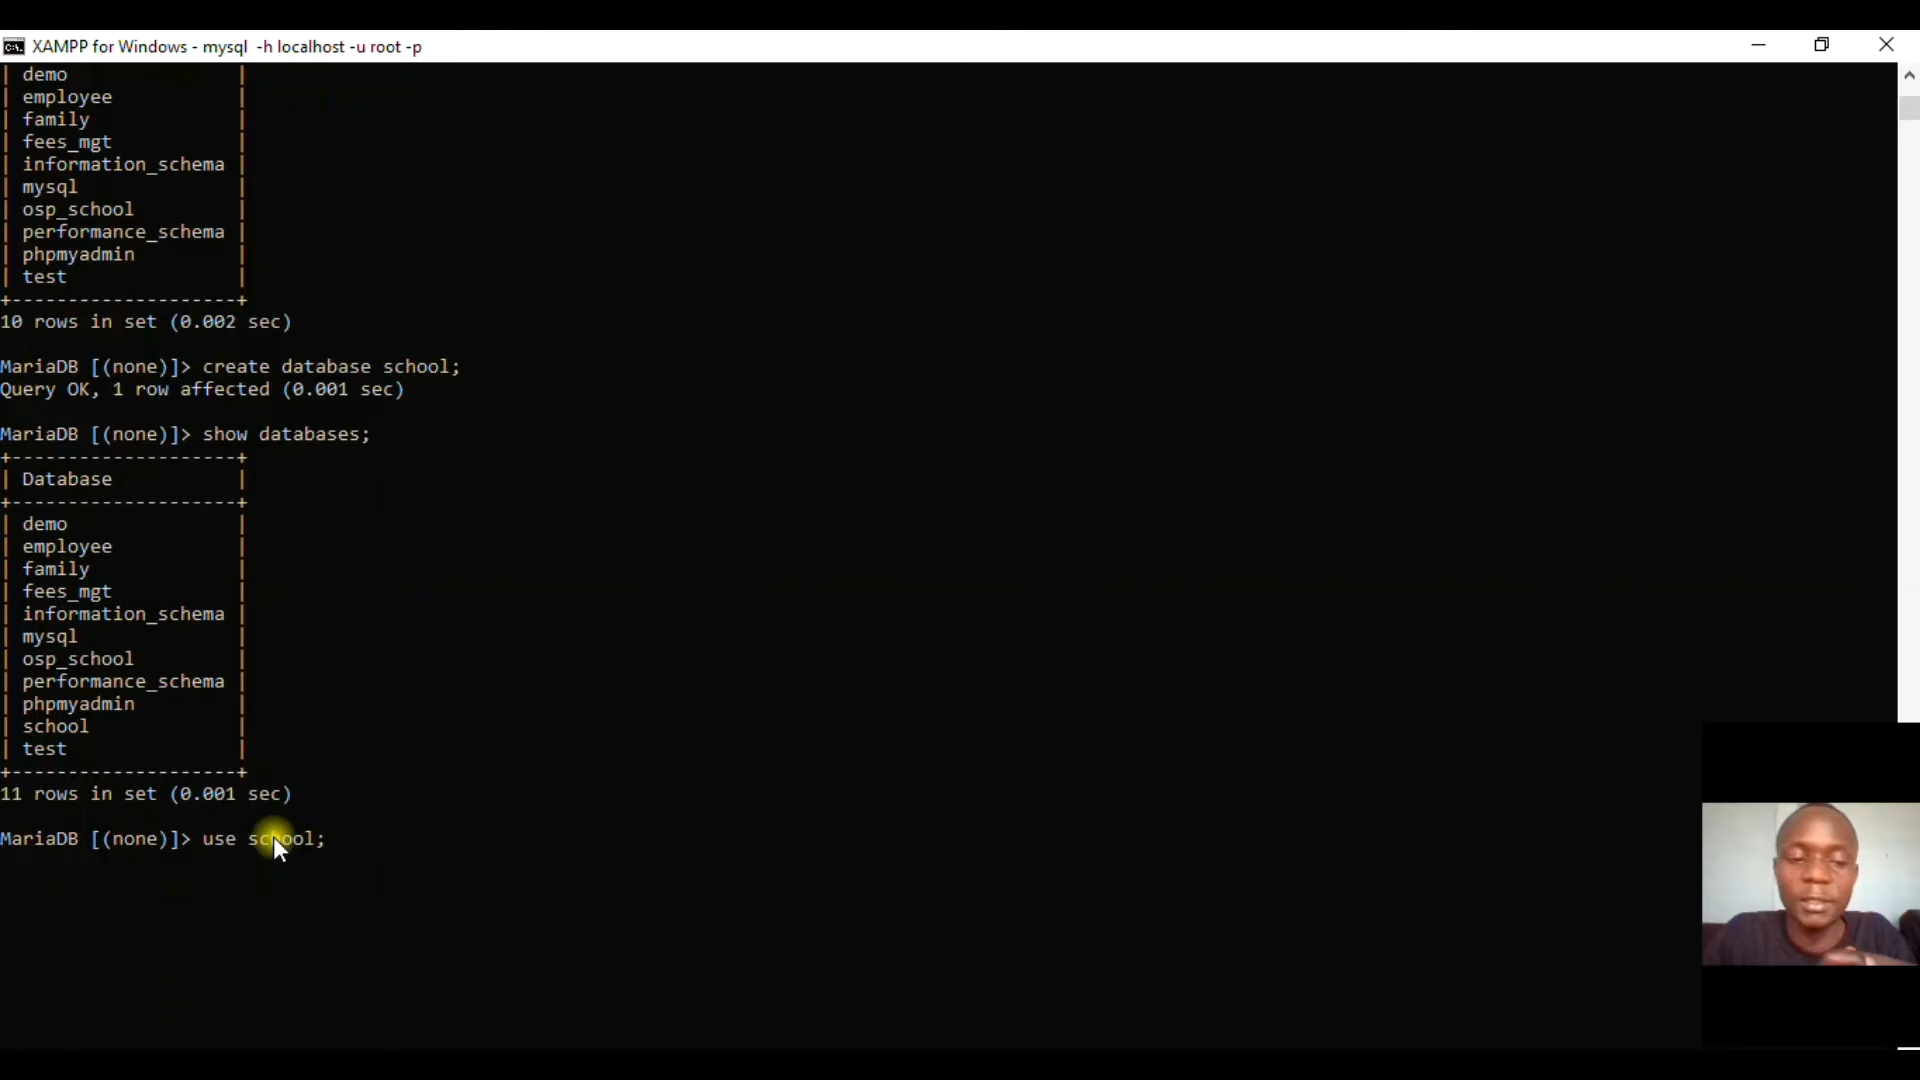 XAMPP for Windows - mysql -h localhost -u root -p
| demo |
| employee |
| family |
| fees_mgt |
| information_schema |
| mysql |
| osp_school |
| performance_schema |
| phpmyadmin |
| test |
+--------------------+
10 rows in set (0.002 sec)
MariaDB [(none)]> create database school;
Query OK, 1 row affected (0.001 sec)
MariaDB [(none)]> show databases;
+--------------------+
| Database |
+--------------------+
| demo |
| employee |
| family |
| fees_mgt |
| information_schema |
| mysql |
| osp_school |
| performance_schema |
| phpmyadmin |
| school |
| test |
+--------------------+
11 rows in set (0.001 sec)
MariaDB [(none)]> use school;